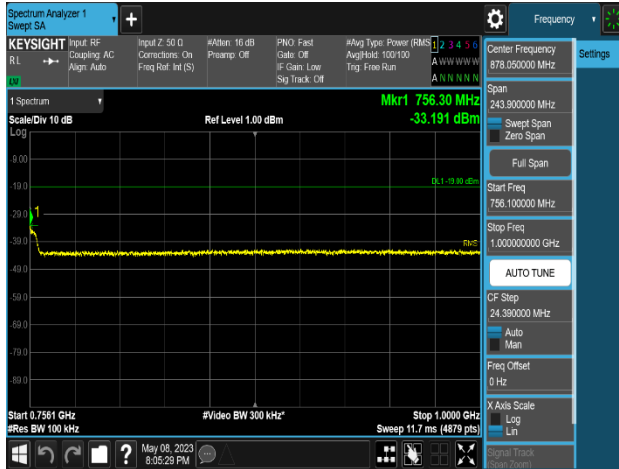 Spectrum Analyzer 1
Swept SA
Frequency
Settings
KEYSIGHT
RL
Input: RF
Coupling: AC
Align: Auto
Input Z: 50 Ω
Corrections: On
Freq Ref: Int (S)
#Atten: 16 dB
Preamp: Off
PNO: Fast
Gate: Off
IF Gain: Low
Sig Track: Off
#Avg Type: Power (RMS
Avg|Hold: 100/100
Trig: Free Run
1 2 3 4 5 6
A W W W W W
A N N N N N
1 Spectrum
Scale/Div 10 dB
Log
Ref Level 1.00 dBm
Mkr1 756.30 MHz
-33.191 dBm
-9.00
DL1 -19.00 dBm
-19.0
1
-29.0
-39.0
RMS
-49.0
-59.0
-69.0
-79.0
-89.0
Start 0.7561 GHz
#Res BW 100 kHz
#Video BW 300 kHz*
Stop 1.0000 GHz
Sweep 11.7 ms (4879 pts)
May 08, 2023
8:05:29 PM
Center Frequency
878.050000 MHz
Span
243.900000 MHz
Swept Span
Zero Span
Full Span
Start Freq
756.100000 MHz
Stop Freq
1.000000000 GHz
AUTO TUNE
CF Step
24.390000 MHz
Auto
Man
Freq Offset
0 Hz
X Axis Scale
Log
Lin
Signal Track
(Span Zoom)